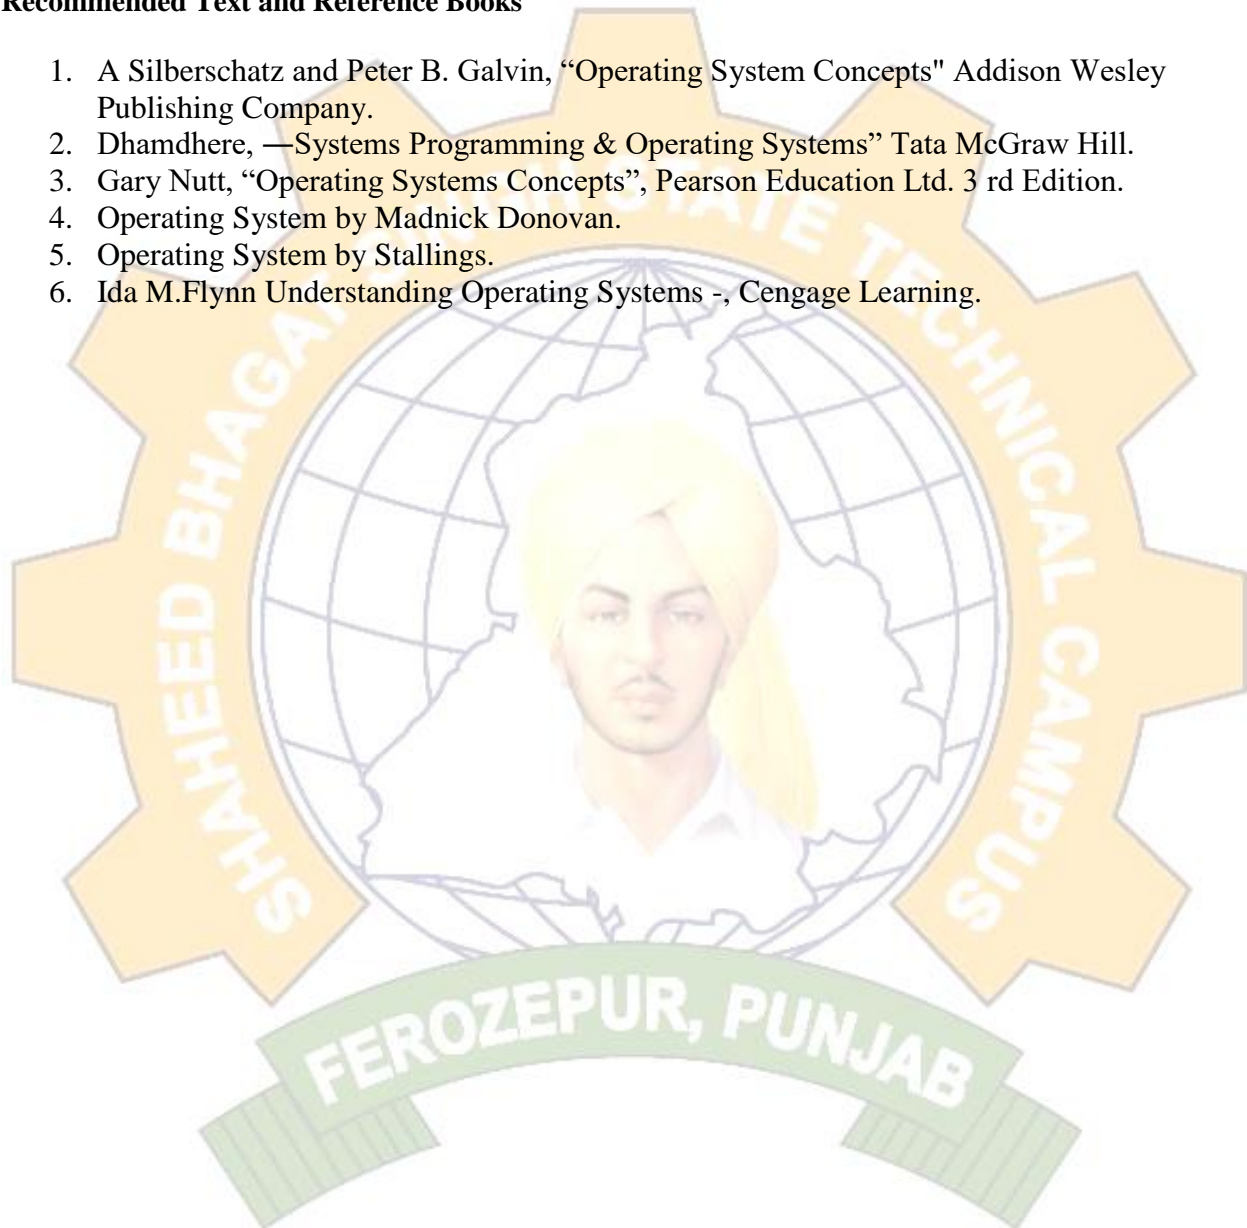 Recommended Text and Reference Books
1. A Silberschatz and Peter B. Galvin, “Operating System Concepts" Addison Wesley
Publishing Company.
2. Dhamdhere, ―Systems Programming & Operating Systems” Tata McGraw Hill.
3. Gary Nutt, “Operating Systems Concepts”, Pearson Education Ltd. 3 rd Edition.
4. Operating System by Madnick Donovan.
5. Operating System by Stallings.
6. Ida M.Flynn Understanding Operating Systems -, Cengage Learning.
SHAHEED BHAGAT SINGH STATE TECHNICAL CAMPUS
FEROZEPUR, PUNJAB